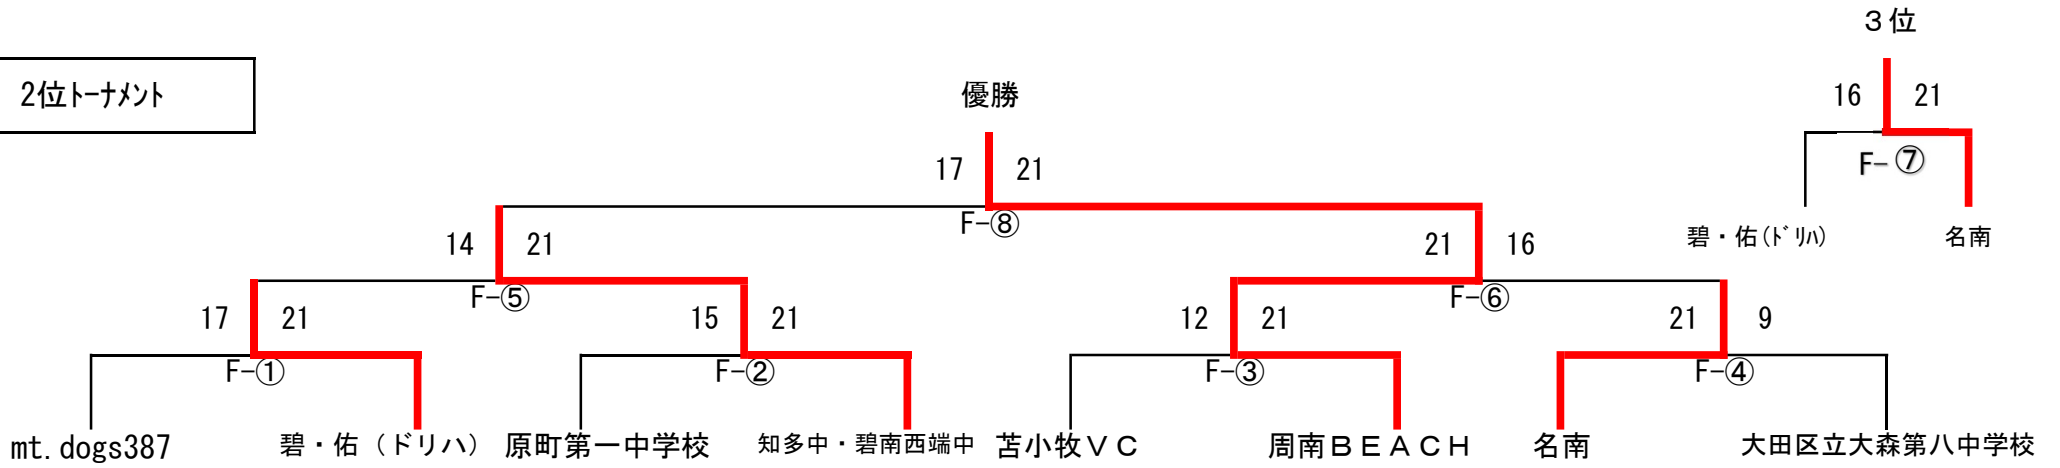 3位
2位ﾄｰﾅﾒﾝﾄ
優勝
16 21
17 21
F-⑦
F-⑧
14 21
21 16
碧・佑(ﾄﾞﾘﾊ)
名南
F-⑤
F-⑥
17 21
15 21
12 21
21 9
F-①
F-②
F-③
F-④
mt.dogs387
碧・佑（ドリハ）
原町第一中学校
知多中・碧南西端中
苫小牧ＶＣ
周南ＢＥＡＣＨ
名南
大田区立大森第八中学校